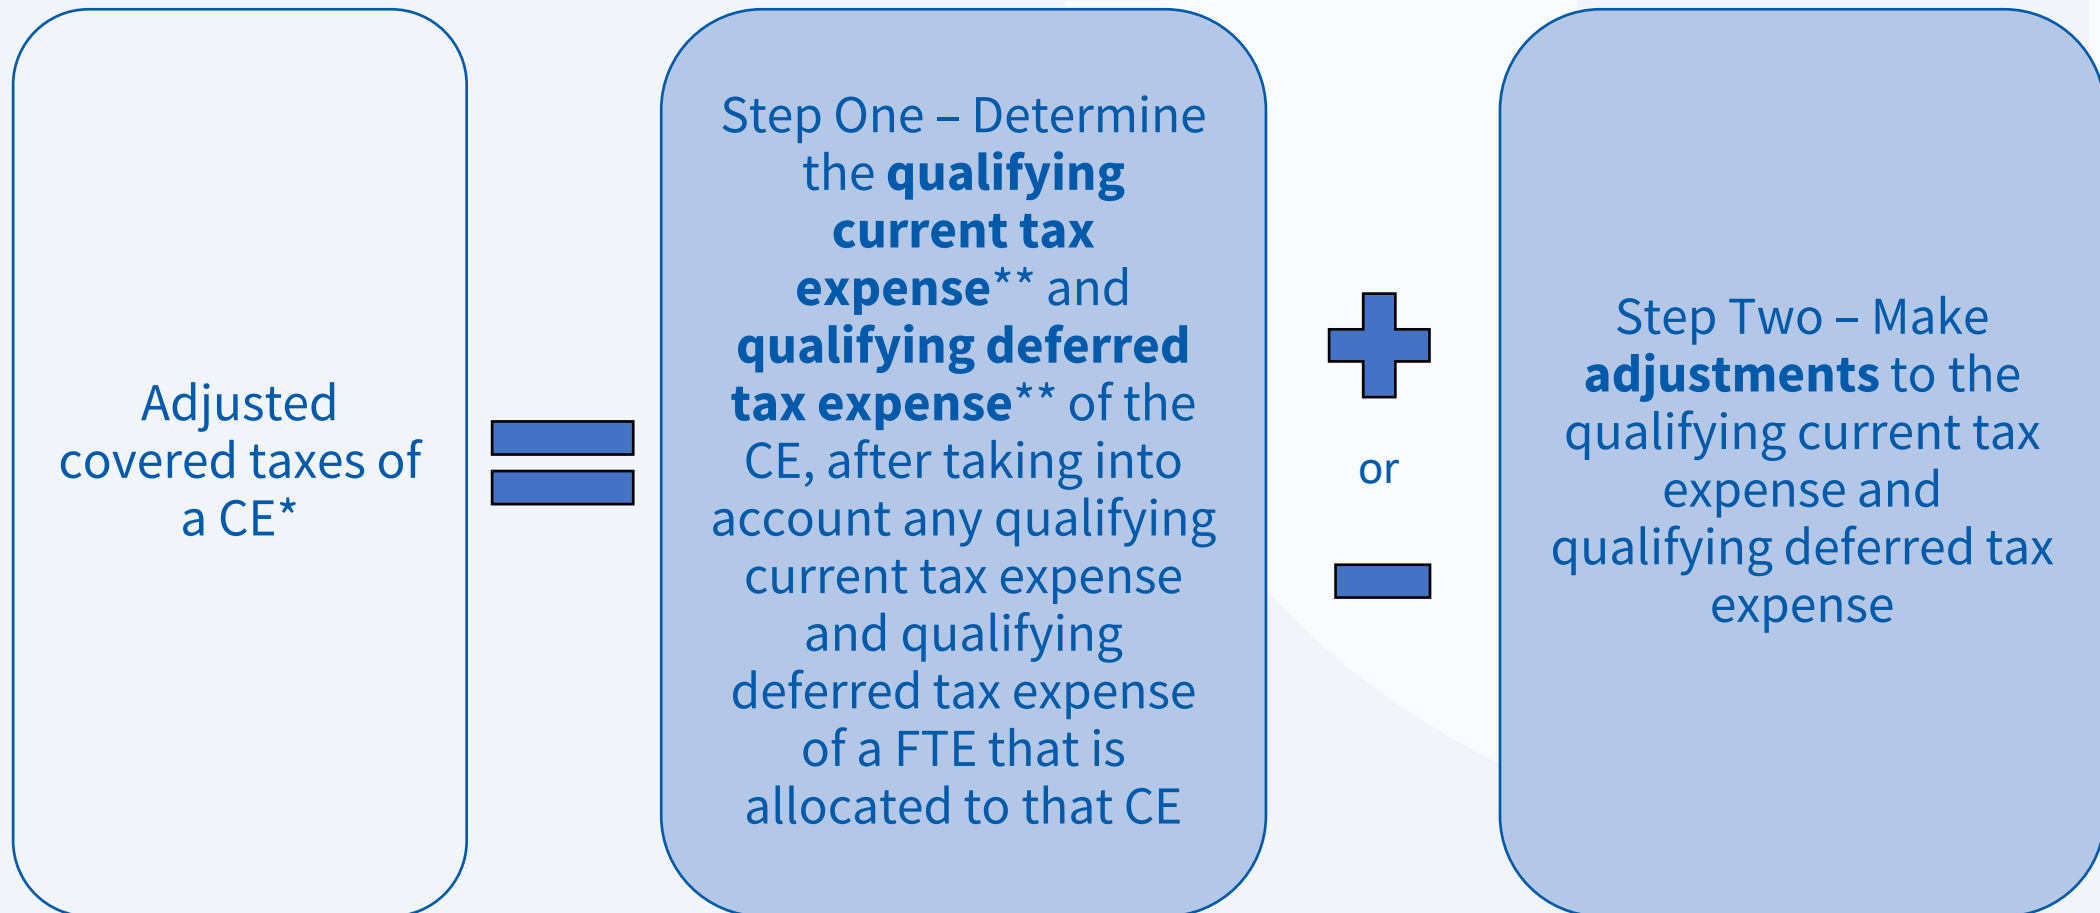 Adjusted
covered taxes of
a CE*
Step One – Determine
the qualifying
current tax
expense** and
qualifying deferred
tax expense** of the
CE, after taking into
account any qualifying
current tax expense
and qualifying
deferred tax expense
of a FTE that is
allocated to that CE
or
Step Two – Make
adjustments to the
qualifying current tax
expense and
qualifying deferred tax
expense